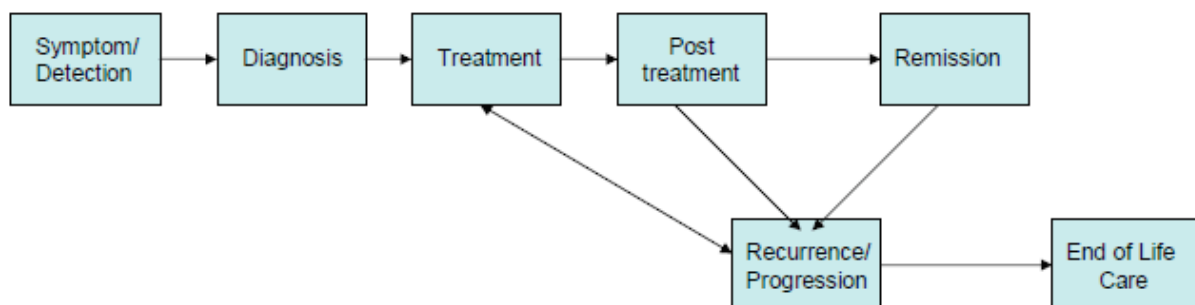 Symptom/
Detection
Diagnosis
Treatment
Post
treatment
Remission
Recurrence/
Progression
End of Life
Care